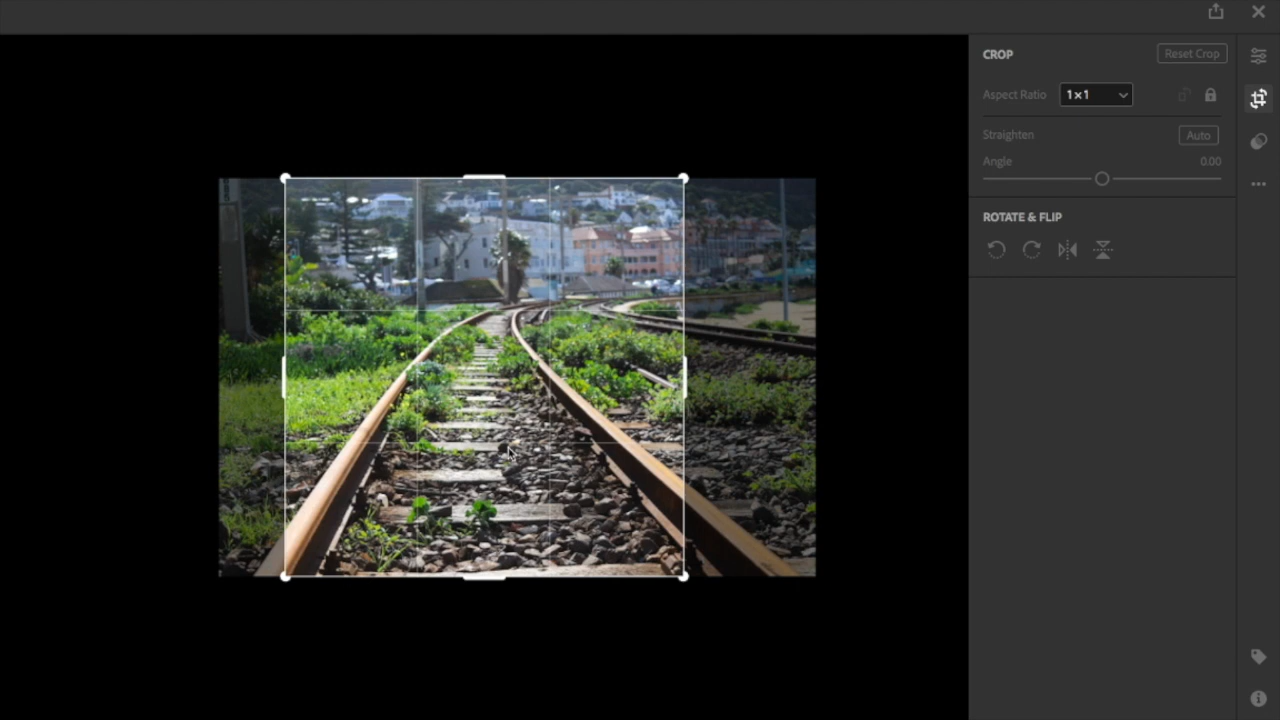 CROP
Reset Crop
Aspect Ratio
1×1
Straighten
Auto
Angle
0.00
ROTATE & FLIP